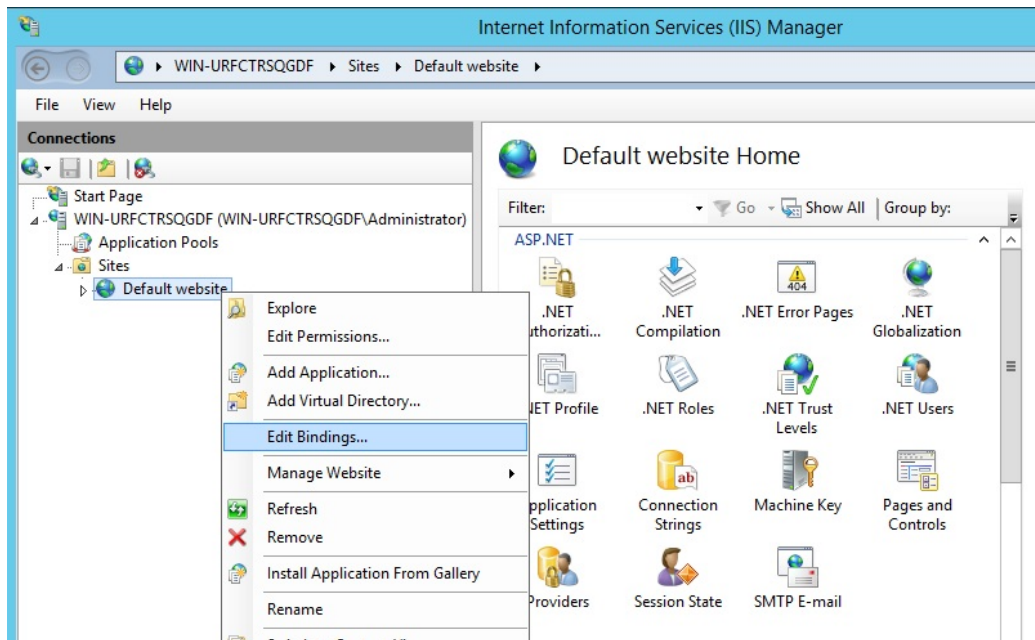 Internet Information Services (IIS) Manager
WIN-URFCTRSQGDF Sites Default website
File View Help
Connections
Start Page
WIN-URFCTRSQGDF (WIN-URFCTRSQGDF\Administrator)
Application Pools
Sites
Default website
Explore
Edit Permissions...
Add Application...
Add Virtual Directory...
Edit Bindings...
Manage Website
Refresh
Remove
Install Application From Gallery
Rename
Default website Home
Filter: Go Show All Group by:
ASP.NET
.NET
uthorizati...
.NET
Compilation
404
.NET Error Pages
.NET
Globalization
NET Profile
.NET Roles
.NET Trust
Levels
.NET Users
pplication
Settings
ab
Connection
Strings
Machine Key
Pages and
Controls
Providers
Session State
SMTP E-mail